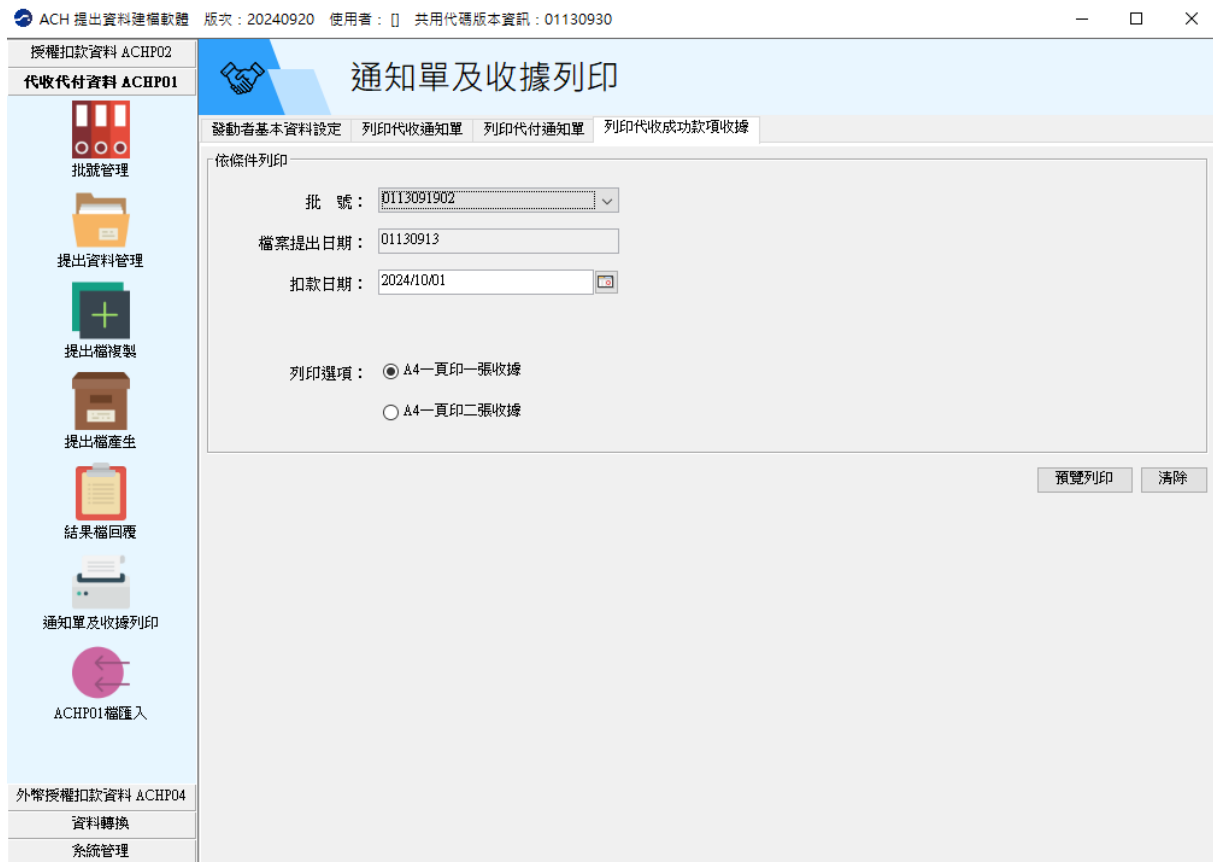 ACH 提出資料建檔軟體 版次：20240920 使用者：[] 共用代碼版本資訊：01130930
授權扣款資料 ACHP02
代收代付資料 ACHP01
批號管理
提出資料管理
提出檔複製
提出檔產生
結果檔回覆
通知單及收據列印
ACHP01檔匯入
外幣授權扣款資料 ACHP04
資料轉換
系統管理
通知單及收據列印
發動者基本資料設定 列印代收通知單 列印代付通知單 列印代收成功款項收據
依條件列印
批 號： 0113091902
檔案提出日期： 01130913
扣款日期： 2024/10/01
列印選項： A4一頁印一張收據
A4一頁印二張收據
預覽列印 清除